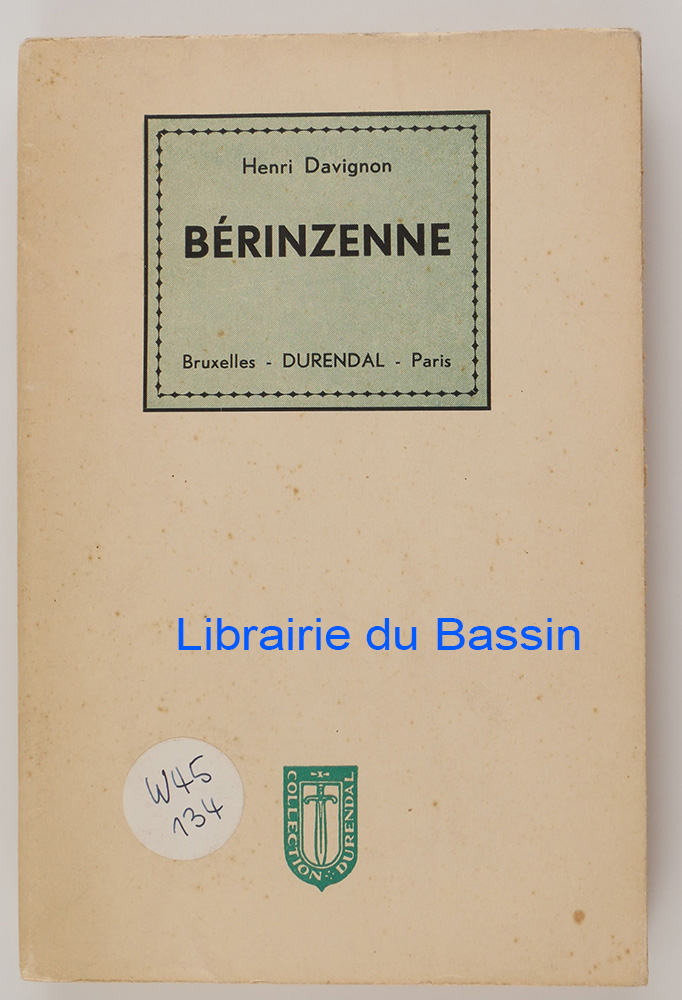 Henri Davignon
BÉRINZENNE
Bruxelles - DURENDAL - Paris
Librairie du Bassin
W45
134
COLLECTION DURENDAL